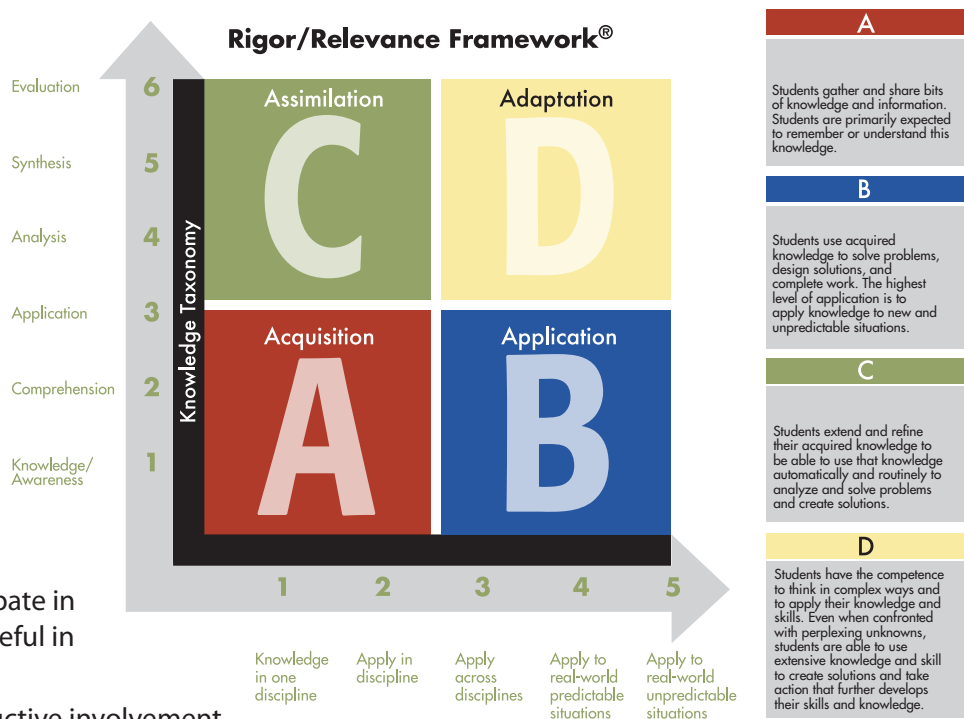 Rigor/Relevance Framework®
Evaluation
Synthesis
Analysis
Application
Comprehension
Knowledge/
Awareness
6
5
4
3
2
1
Knowledge Taxonomy
Assimilation
C
Adaptation
D
Acquisition
A
Application
B
1 2 3 4 5
Knowledge
in one
discipline
Apply in
discipline
Apply
across
disciplines
Apply to
real-world
predictable
situations
Apply to
real-world
unpredictable
situations
A
Students gather and share bits
of knowledge and information.
Students are primarily expected
to remember or understand this
knowledge.
B
Students use acquired
knowledge to solve problems,
design solutions, and
complete work. The highest
level of application is to
apply knowledge to new and
unpredictable situations.
C
Students extend and refine
their acquired knowledge to
be able to use that knowledge
automatically and routinely to
analyze and solve problems
and create solutions.
D
Students have the competence
to think in complex ways and
to apply their knowledge and
skills. Even when confronted
with perplexing unknowns,
students are able to use
extensive knowledge and skill
to create solutions and take
action that further develops
their skills and knowledge.
in
in
involvement